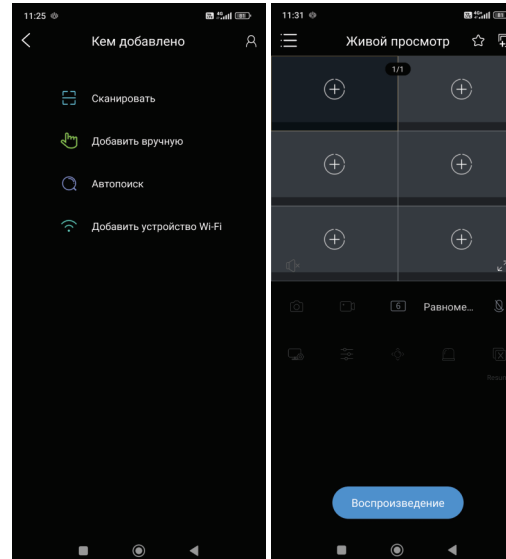 11:25
Кем добавлено
Сканировать
Добавить вручную
Автопоиск
Добавить устройство Wi-Fi
11:31
Живой просмотр
1/1
6 Равноме...
Воспроизведение